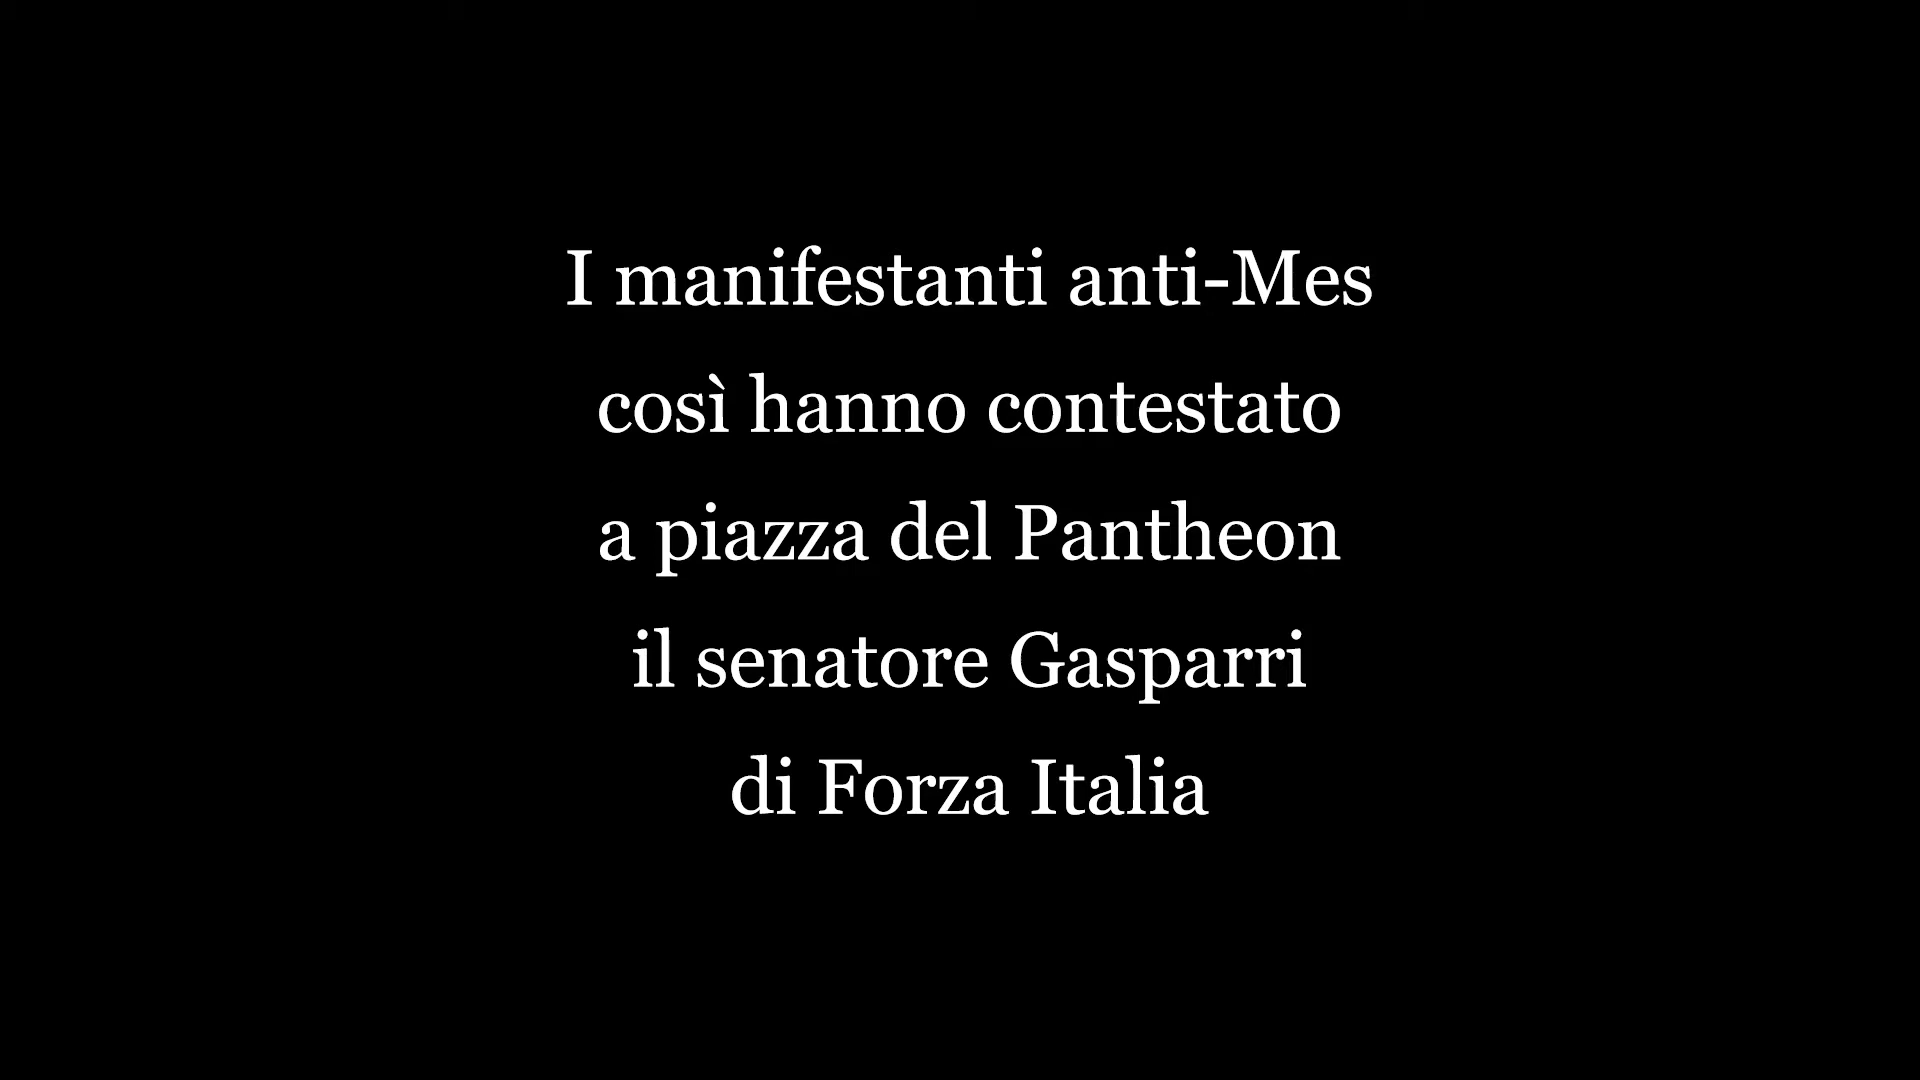 I manifestanti anti-Mes
così hanno contestato
a piazza del Pantheon
il senatore Gasparri
di Forza Italia